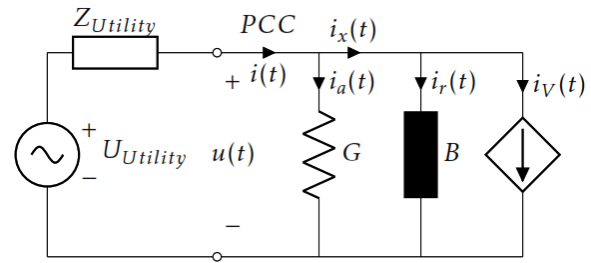 Z_Utility
PCC
i_x(t)
i(t)
i_a(t)
i_r(t)
i_V(t)
+
+
U_Utility
u(t)
G
B
−
−